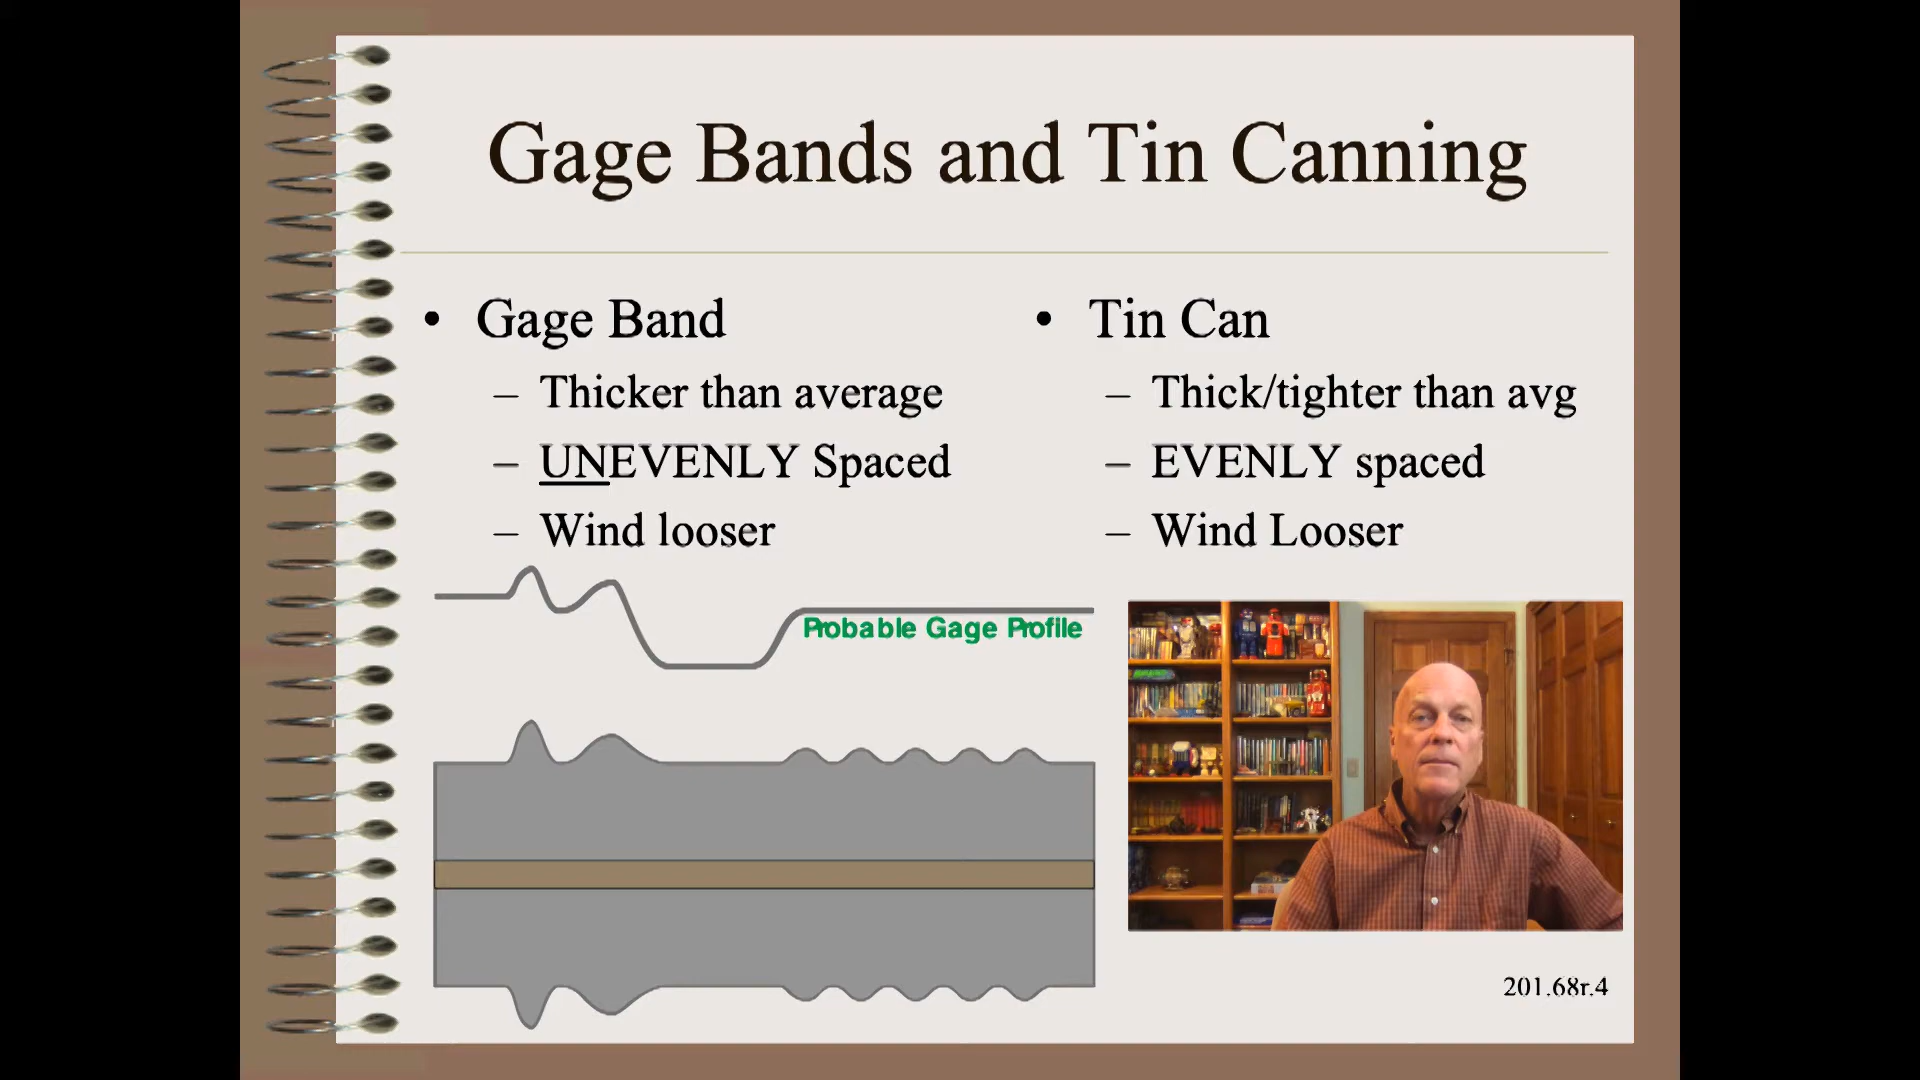 Gage Bands and Tin Canning
• Gage Band
– Thicker than average
– UNEVENLY Spaced
– Wind looser
• Tin Can
– Thick/tighter than avg
– EVENLY spaced
– Wind Looser
Probable Gage Profile
201.68r.4